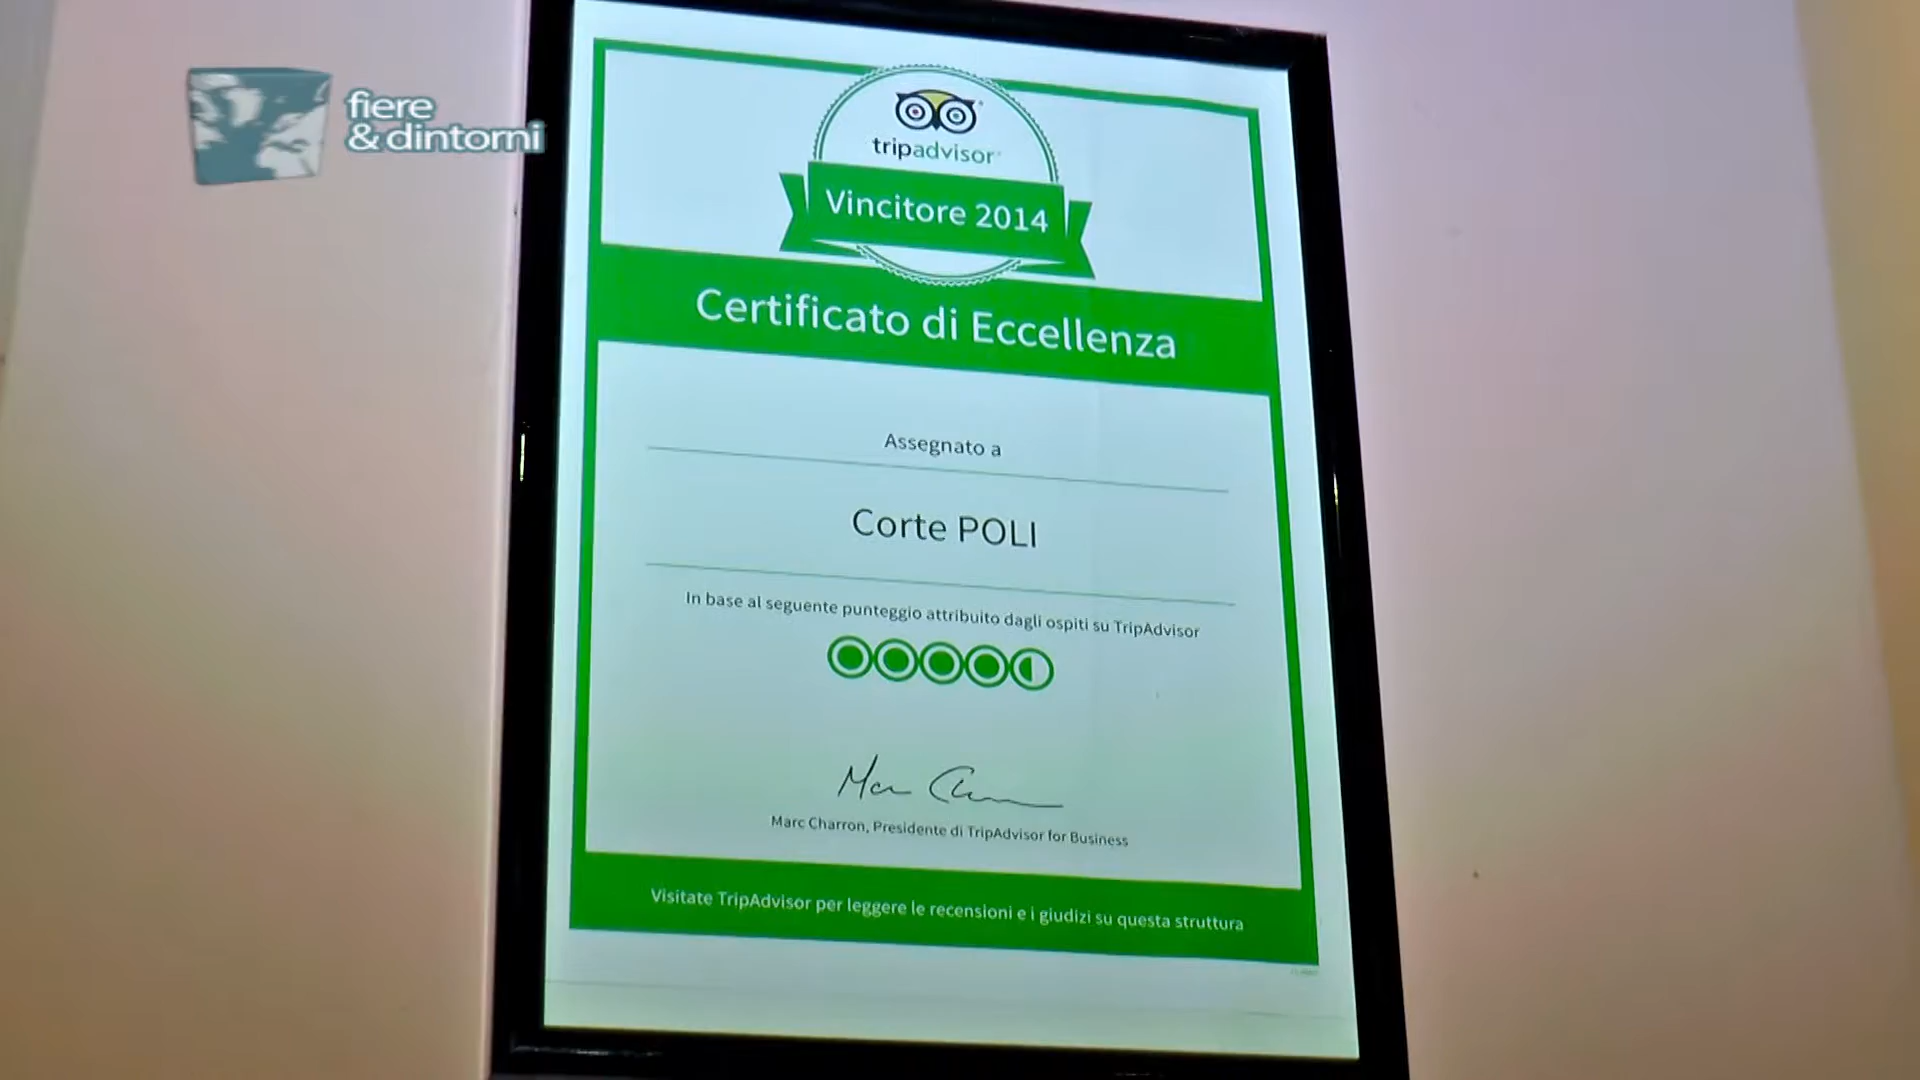 fiere
& dintorni
tripadvisor
Vincitore 2014
Certificato di Eccellenza
Assegnato a
Corte POLI
In base al seguente punteggio attribuito dagli ospiti su TripAdvisor
Marc Charron, Presidente di TripAdvisor for Business
Visitate TripAdvisor per leggere le recensioni e i giudizi su questa struttura